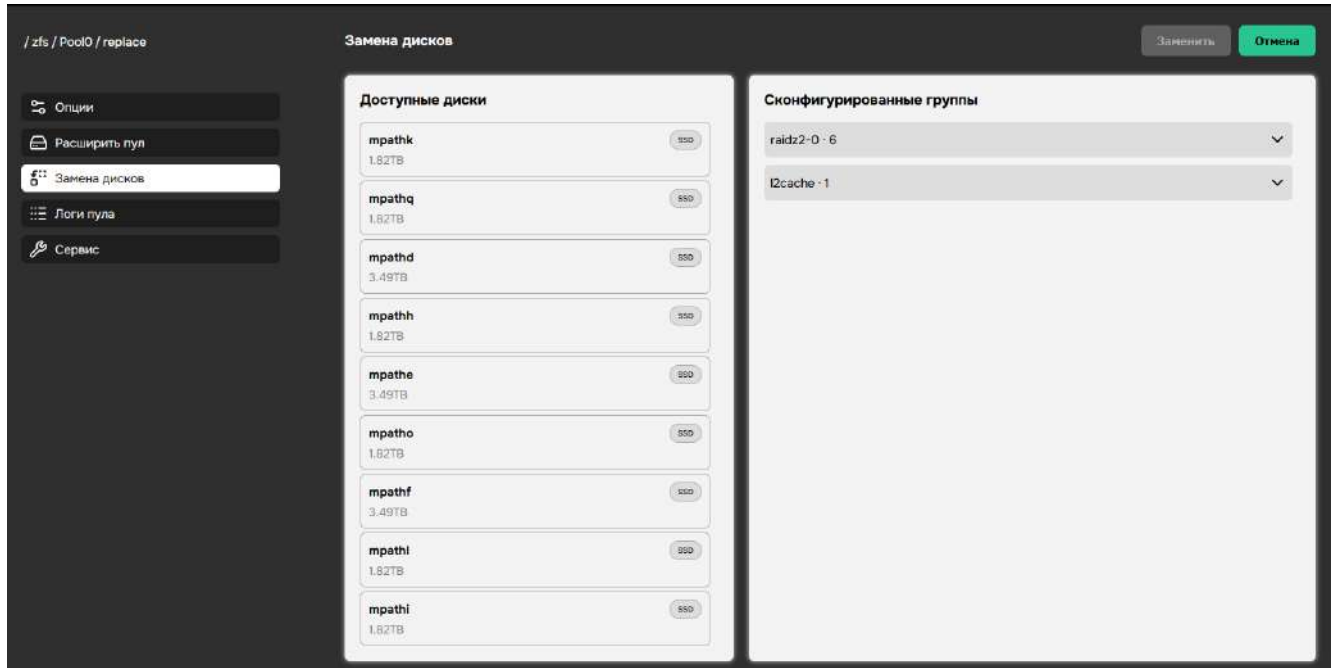 / zfs / Pool0 / replace
Замена дисков
Заменить
Отмена
Опции
Расширить пул
Замена дисков
Логи пула
Сервис
Доступные диски
mpathk
SSD
1.82TB
mpathq
SSD
1.82TB
mpathd
SSD
3.49TB
mpathh
SSD
1.82TB
mpathe
SSD
3.49TB
mpatho
SSD
1.82TB
mpathf
SSD
3.49TB
mpathl
SSD
1.82TB
mpathi
SSD
1.82TB
Сконфигурированные группы
raidz2-0 · 6
l2cache · 1